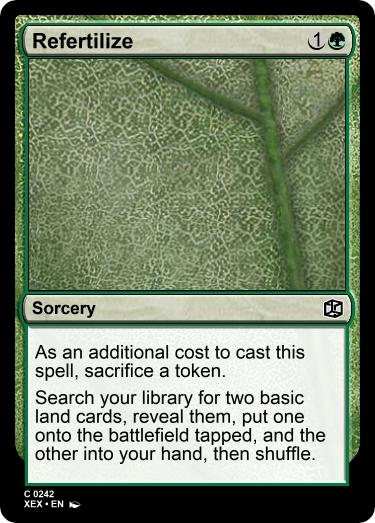 Refertilize 1
Sorcery
As an additional cost to cast this
spell, sacrifice a token.
Search your library for two basic
land cards, reveal them, put one
onto the battlefield tapped, and the
other into your hand, then shuffle.
C 0242
XEX • EN